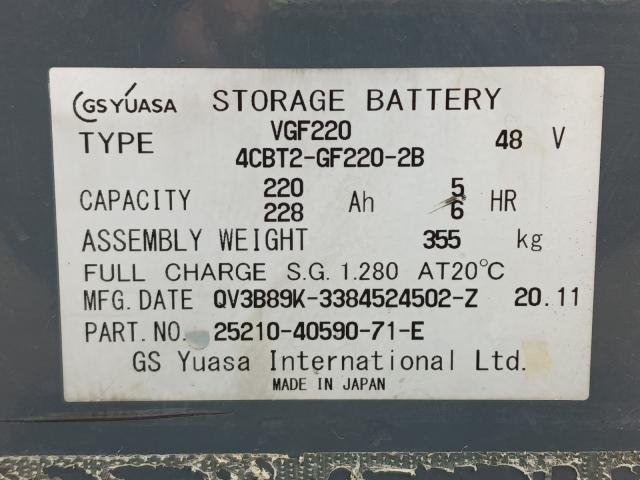 GS YUASA STORAGE BATTERY
TYPE VGF220 48 V
4CBT2-GF220-2B
CAPACITY 220 Ah 5 HR
228 6
ASSEMBLY WEIGHT 355 kg
FULL CHARGE S.G. 1.280 AT20°C
MFG. DATE QV3B89K-3384524502-Z 20.11
PART. NO. 25210-40590-71-E
GS Yuasa International Ltd.
MADE IN JAPAN